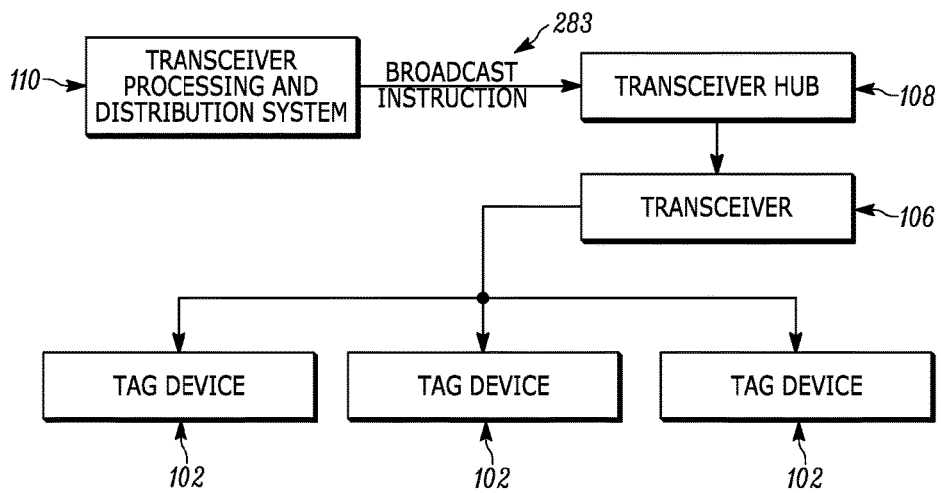 283
110
TRANSCEIVER
PROCESSING AND
DISTRIBUTION SYSTEM
BROADCAST
INSTRUCTION
TRANSCEIVER HUB
108
TRANSCEIVER
106
TAG DEVICE
TAG DEVICE
TAG DEVICE
102
102
102